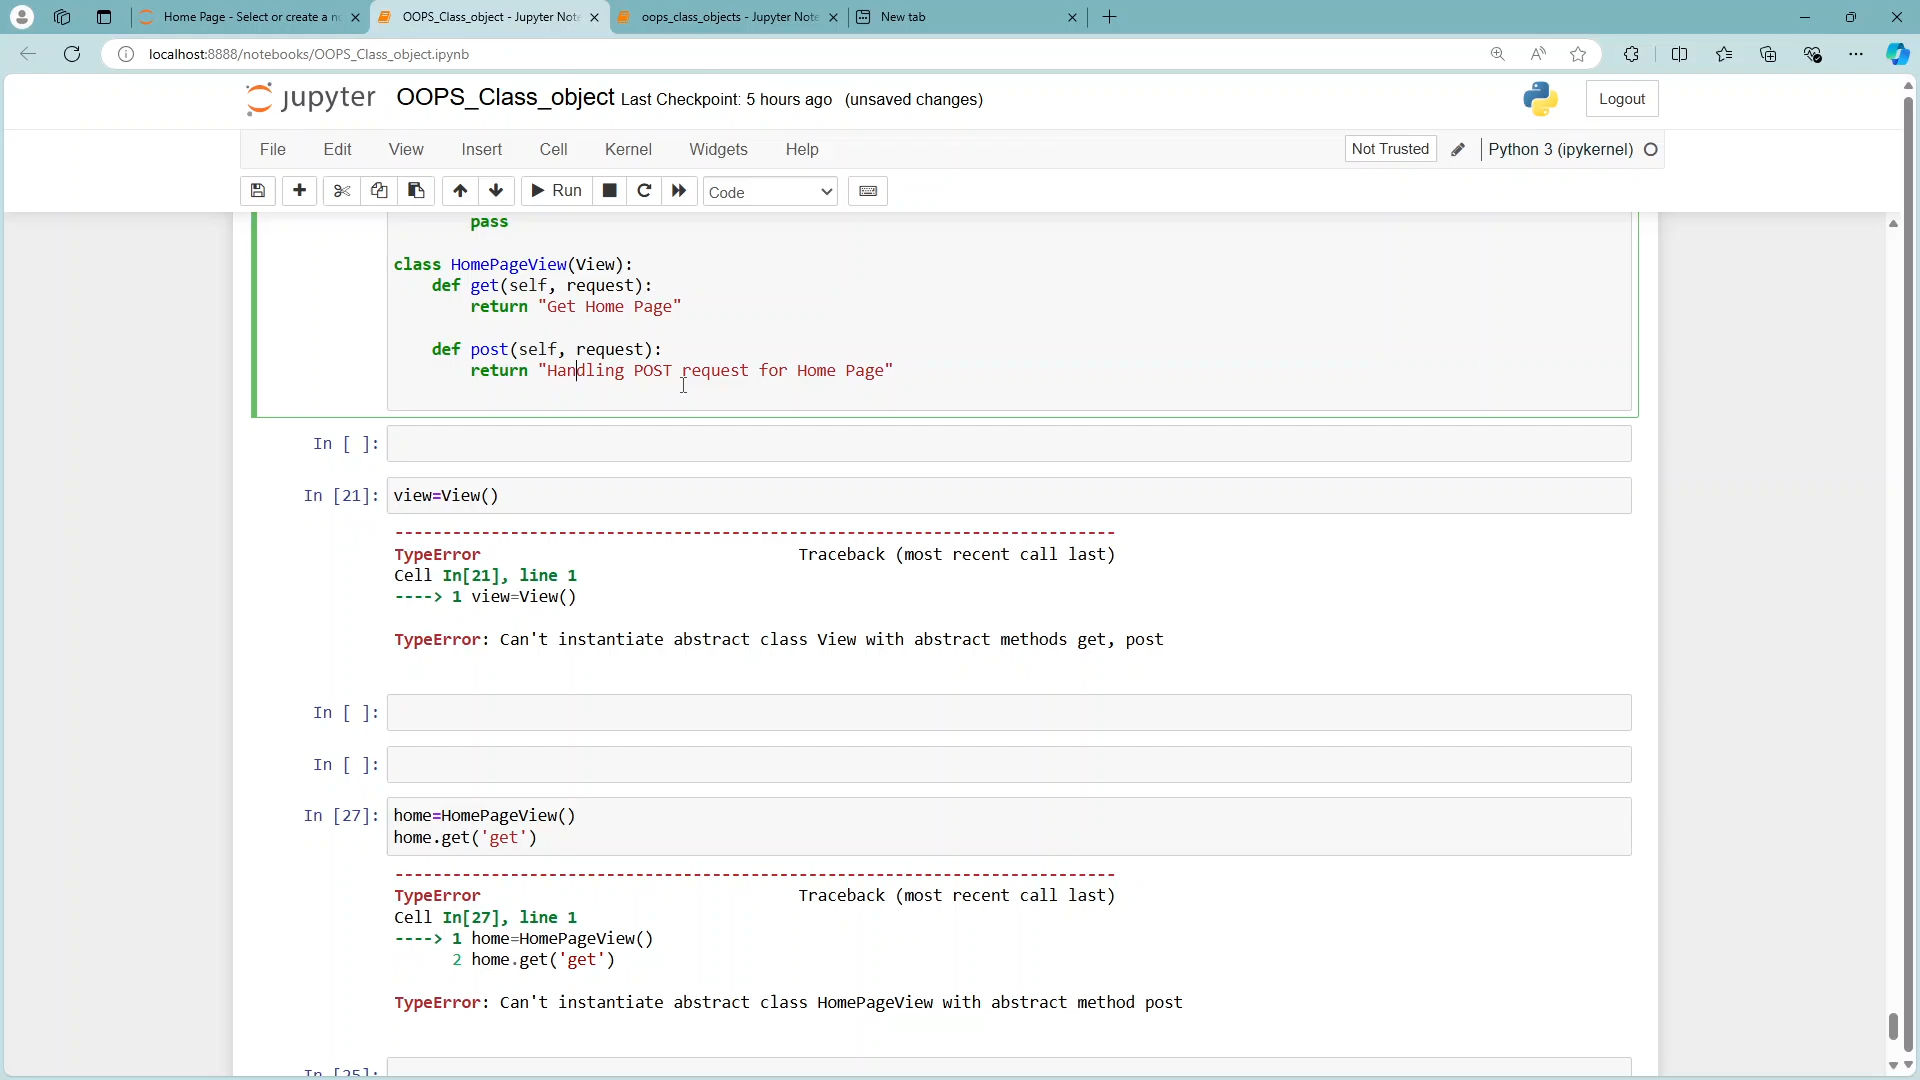 Home Page - Select or create a n
OOPS_Class_object - Jupyter Note
oops_class_objects - Jupyter Note
New tab
localhost:8888/notebooks/OOPS_Class_object.ipynb
jupyter OOPS_Class_object Last Checkpoint: 5 hours ago (unsaved changes)
Logout
File Edit View Insert Cell Kernel Widgets Help
Not Trusted
Python 3 (ipykernel)
Run
Code
pass
class HomePageView(View):
def get(self, request):
return "Get Home Page"
def post(self, request):
return "Handling POST request for Home Page"
In [ ]:
In [21]: view=View()
---------------------------------------------------------------------------
TypeError Traceback (most recent call last)
Cell In[21], line 1
----> 1 view=View()
TypeError: Can't instantiate abstract class View with abstract methods get, post
In [ ]:
In [ ]:
In [27]: home=HomePageView()
home.get('get')
---------------------------------------------------------------------------
TypeError Traceback (most recent call last)
Cell In[27], line 1
----> 1 home=HomePageView()
2 home.get('get')
TypeError: Can't instantiate abstract class HomePageView with abstract method post
In [25]: